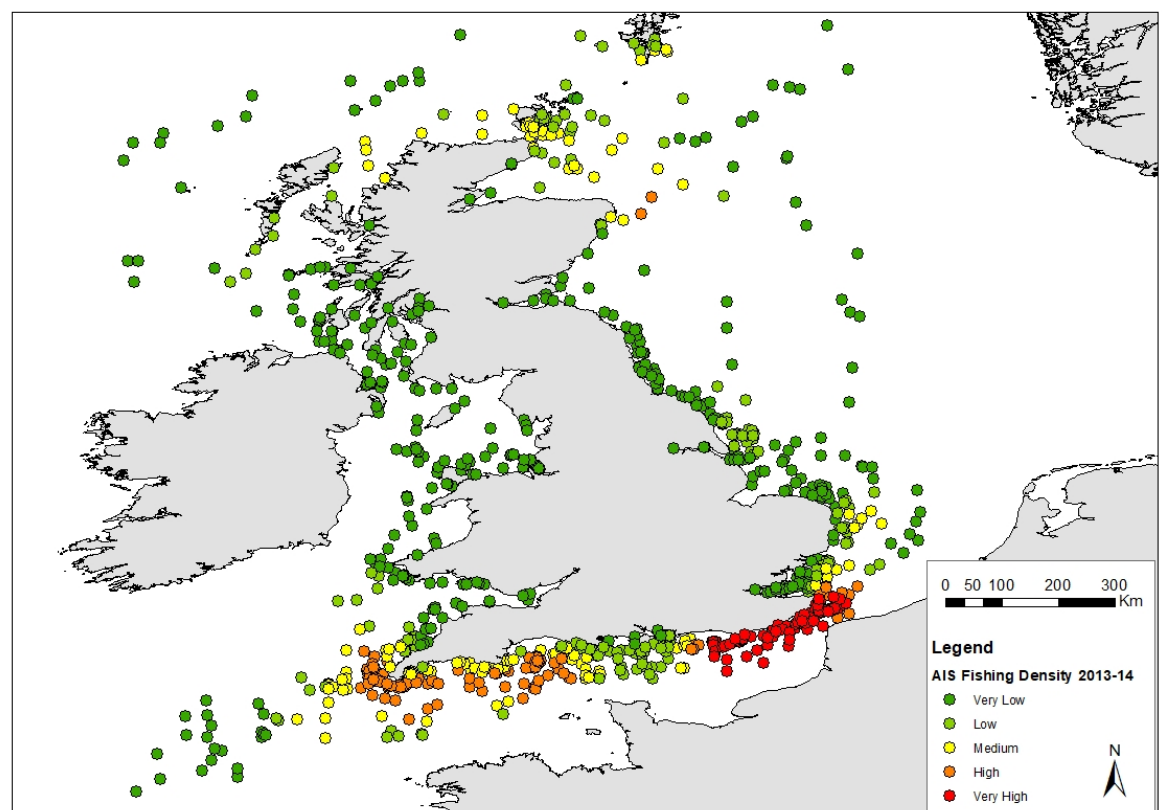 0 50 100 200 300
Km
Legend
AIS Fishing Density 2013-14
Very Low
Low
Medium
High
Very High
N